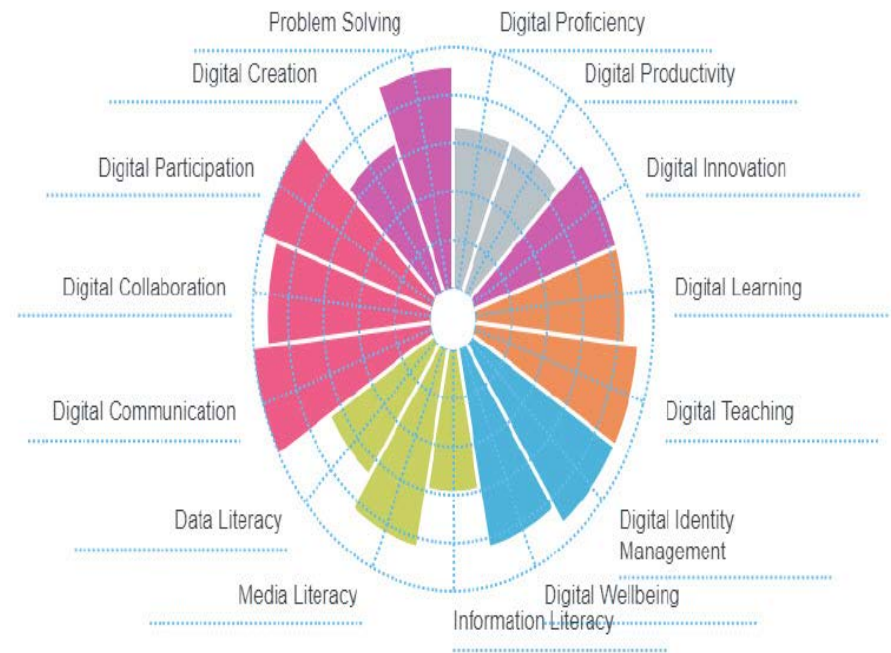 Problem Solving
Digital Proficiency
Digital Creation
Digital Productivity
Digital Participation
Digital Innovation
Digital Collaboration
Digital Learning
Digital Communication
Digital Teaching
Data Literacy
Digital Identity
Management
Media Literacy
Digital Wellbeing
Information Literacy